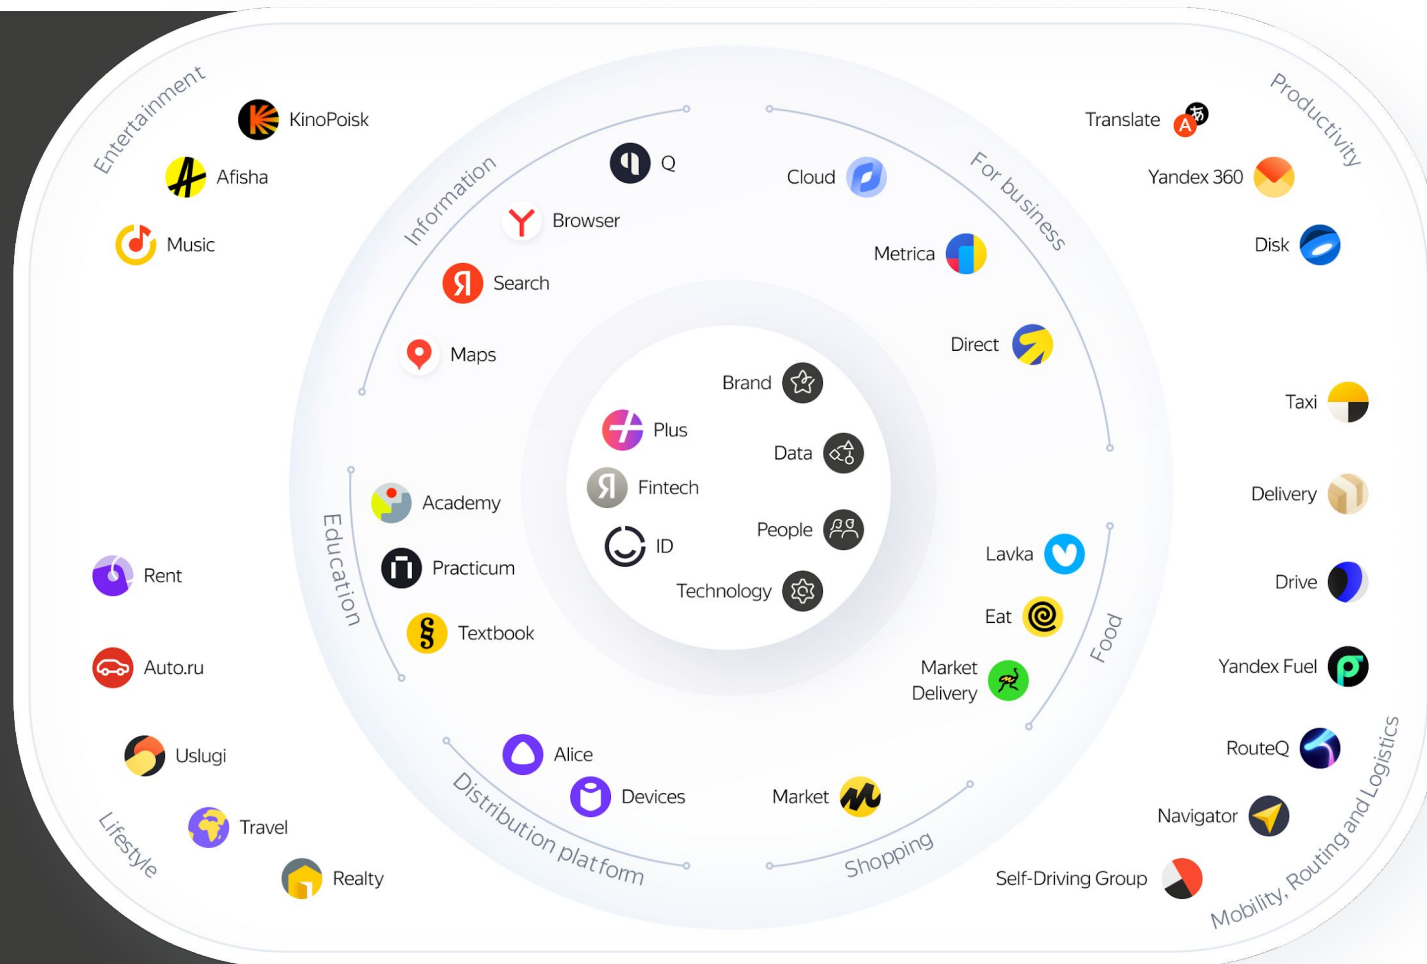 Entertainment
KinoPoisk
Afisha
Music
Information
Q
Browser
Search
Maps
For business
Cloud
Metrica
Direct
Productivity
Translate
Yandex 360
Disk
Brand
Data
People
Technology
Plus
Fintech
ID
Education
Academy
Practicum
Textbook
Food
Lavka
Eat
Market
Delivery
Taxi
Delivery
Drive
Yandex Fuel
RouteQ
Navigator
Self-Driving Group
Mobility, Routing and Logistics
Rent
Auto.ru
Uslugi
Travel
Realty
Lifestyle
Distribution platform
Alice
Devices
Shopping
Market